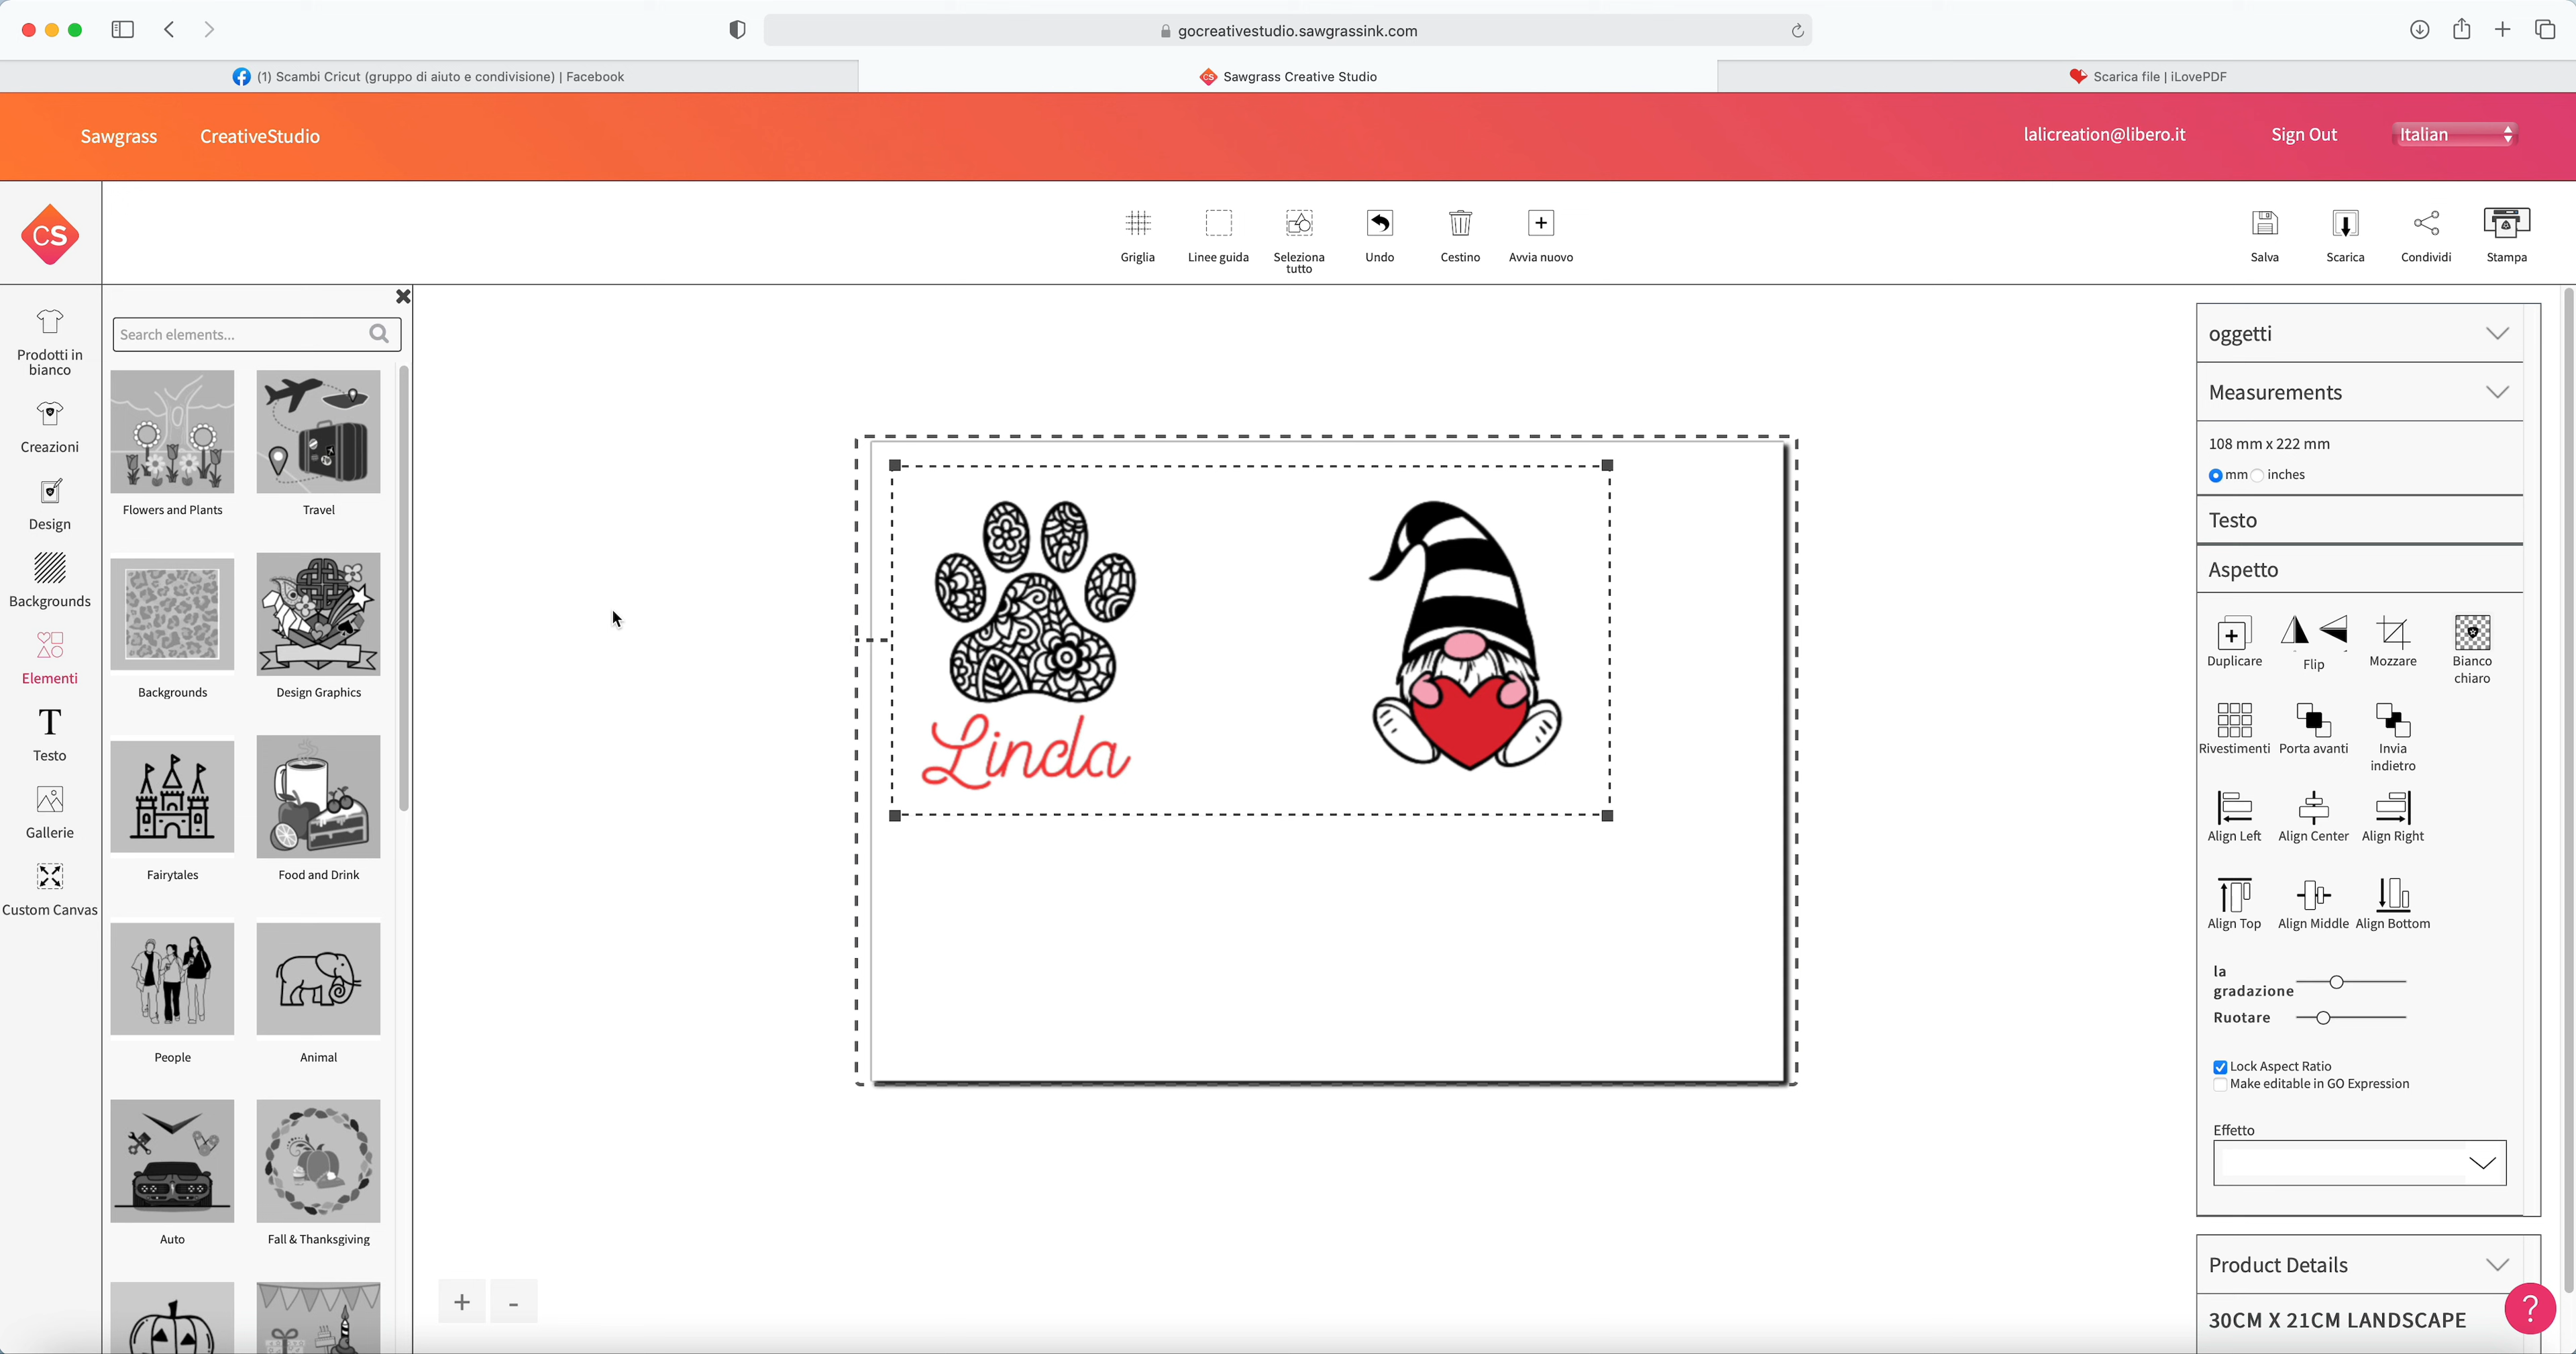 gocreativestudio.sawgrassink.com
(1) Scambi Cricut (gruppo di aiuto e condivisione) | Facebook
CS Sawgrass Creative Studio
Scarica file | iLovePDF
Sawgrass CreativeStudio
lalicreation@libero.it Sign Out Italian
CS
Griglia
Linee guida
Seleziona
tutto
Undo
Cestino
Avvia nuovo
Salva
Scarica
Condividi
Stampa
Prodotti in
bianco
Creazioni
Design
Backgrounds
Elementi
T
Testo
Gallerie
Custom Canvas
Search elements...
Flowers and Plants
Travel
Backgrounds
Design Graphics
Fairytales
Food and Drink
People
Animal
Auto
Fall & Thanksgiving
Linda
+ -
oggetti
Measurements
108 mm x 222 mm
mm inches
Testo
Aspetto
Duplicare
Flip
Mozzare
Bianco
chiaro
Rivestimenti
Porta avanti
Invia
indietro
Align Left
Align Center
Align Right
Align Top
Align Middle
Align Bottom
la
gradazione
Ruotare
Lock Aspect Ratio
Make editable in GO Expression
Effetto
Product Details
30CM X 21CM LANDSCAPE
?